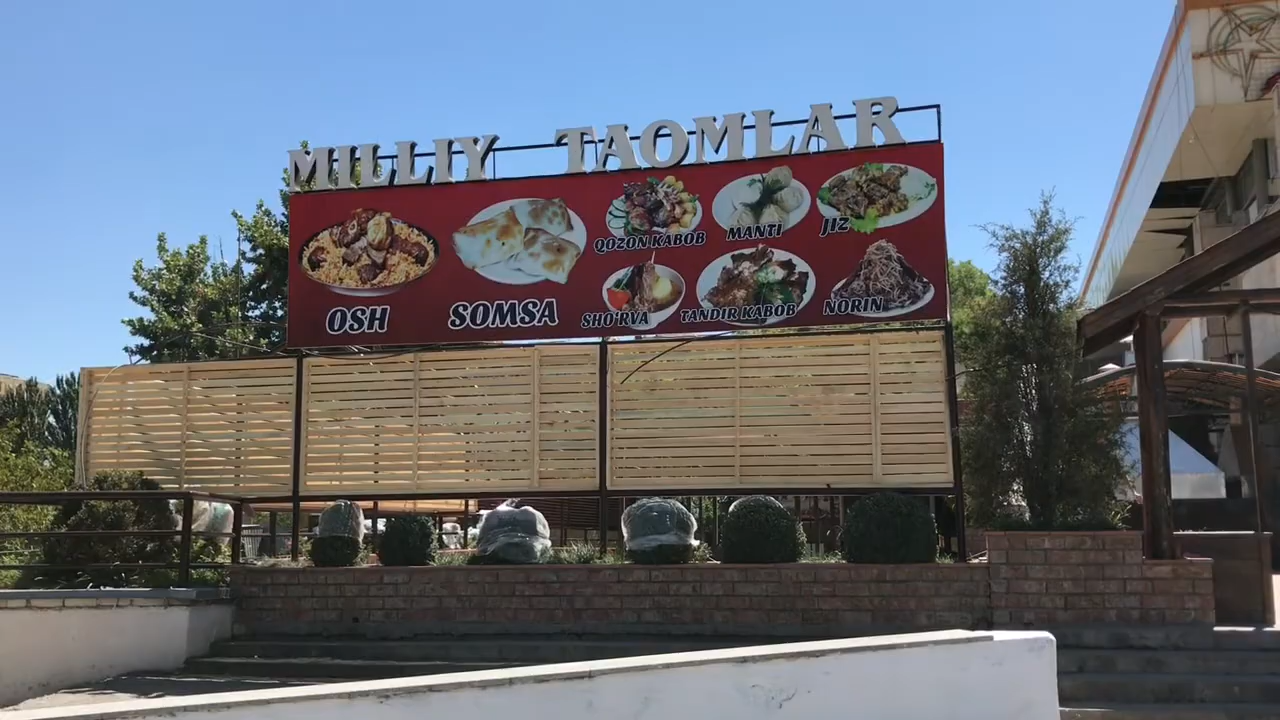 MILLIY TAOMLAR
OSH
SOMSA
QOZON KABOB
MANTI
JIZ
SHO'RVA
TANDIR KABOB
NORIN